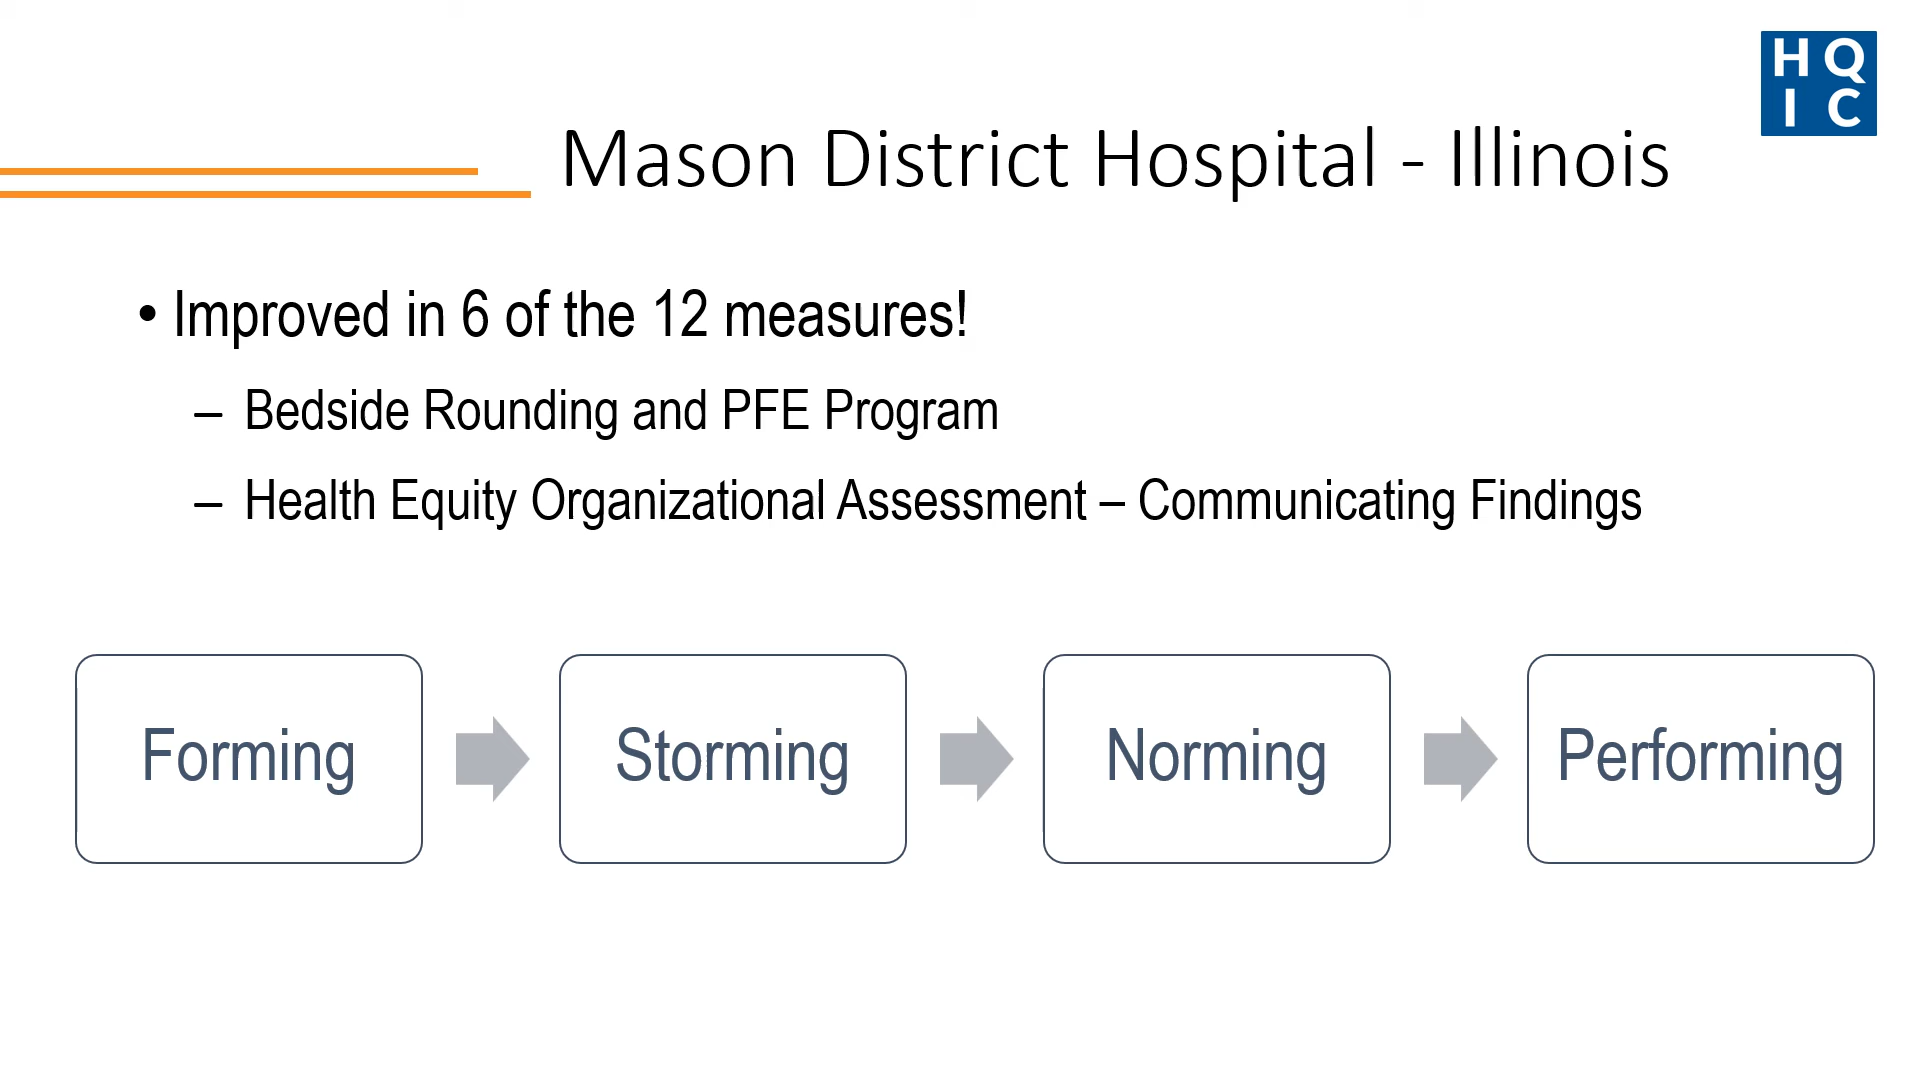 H Q
I C
Mason District Hospital - Illinois
• Improved in 6 of the 12 measures!
– Bedside Rounding and PFE Program
– Health Equity Organizational Assessment – Communicating Findings
Forming
Storming
Norming
Performing